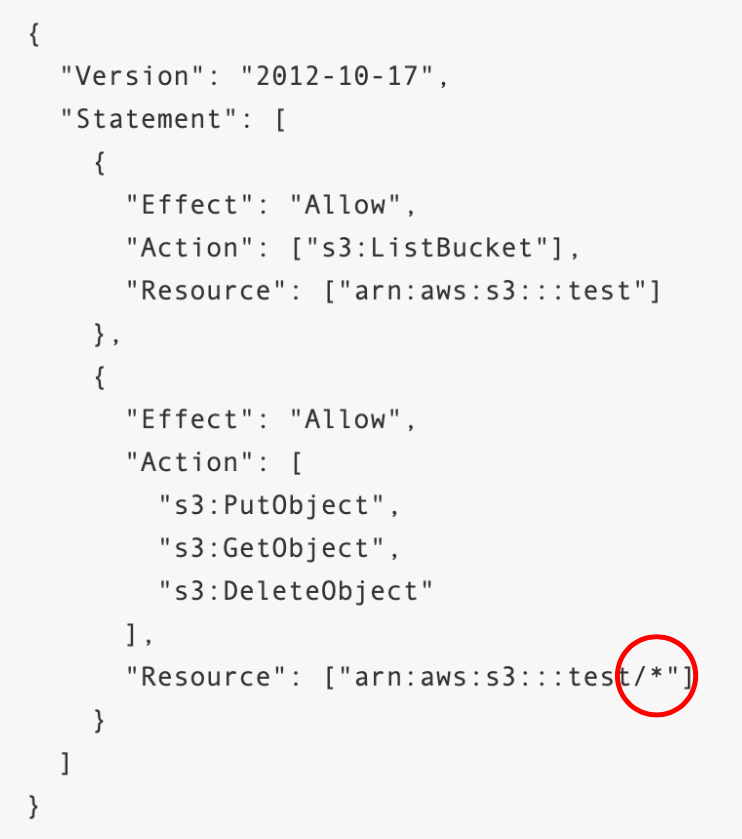 {
  "Version": "2012-10-17",
  "Statement": [
    {
      "Effect": "Allow",
      "Action": ["s3:ListBucket"],
      "Resource": ["arn:aws:s3:::test"]
    },
    {
      "Effect": "Allow",
      "Action": [
        "s3:PutObject",
        "s3:GetObject",
        "s3:DeleteObject"
      ],
      "Resource": ["arn:aws:s3:::test/*"]
    }
  ]
}